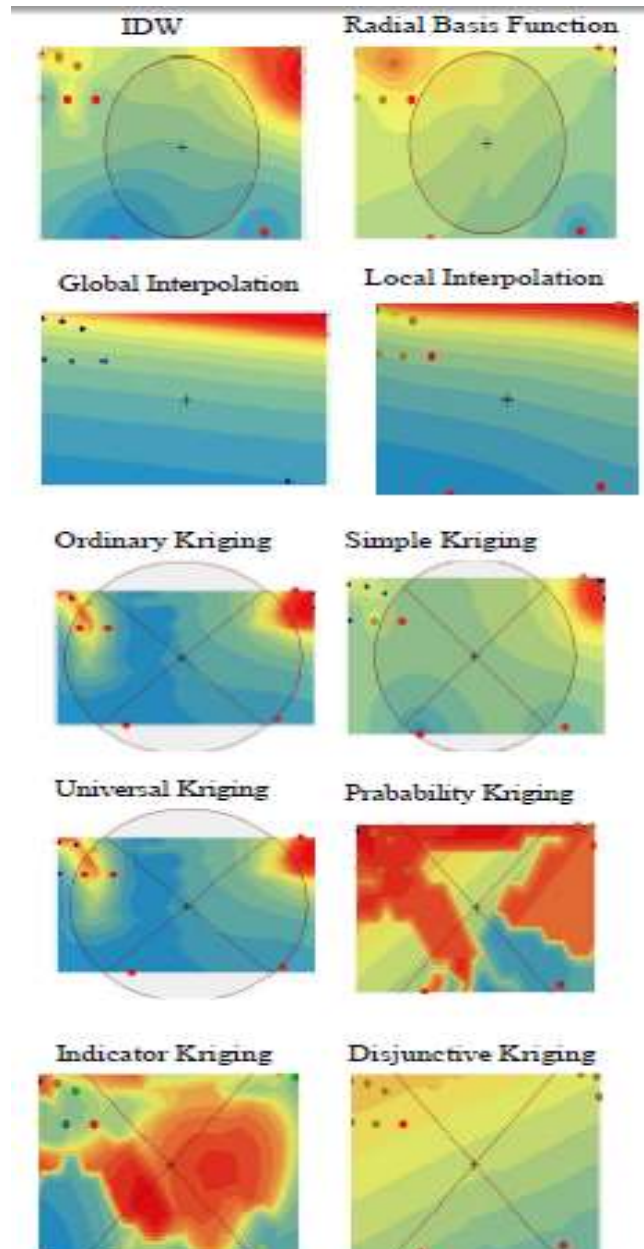 IDW
Radial Basis Function
Global Interpolation
Local Interpolation
Ordinary Kriging
Simple Kriging
Universal Kriging
Prabability Kriging
Indicator Kriging
Disjunctive Kriging